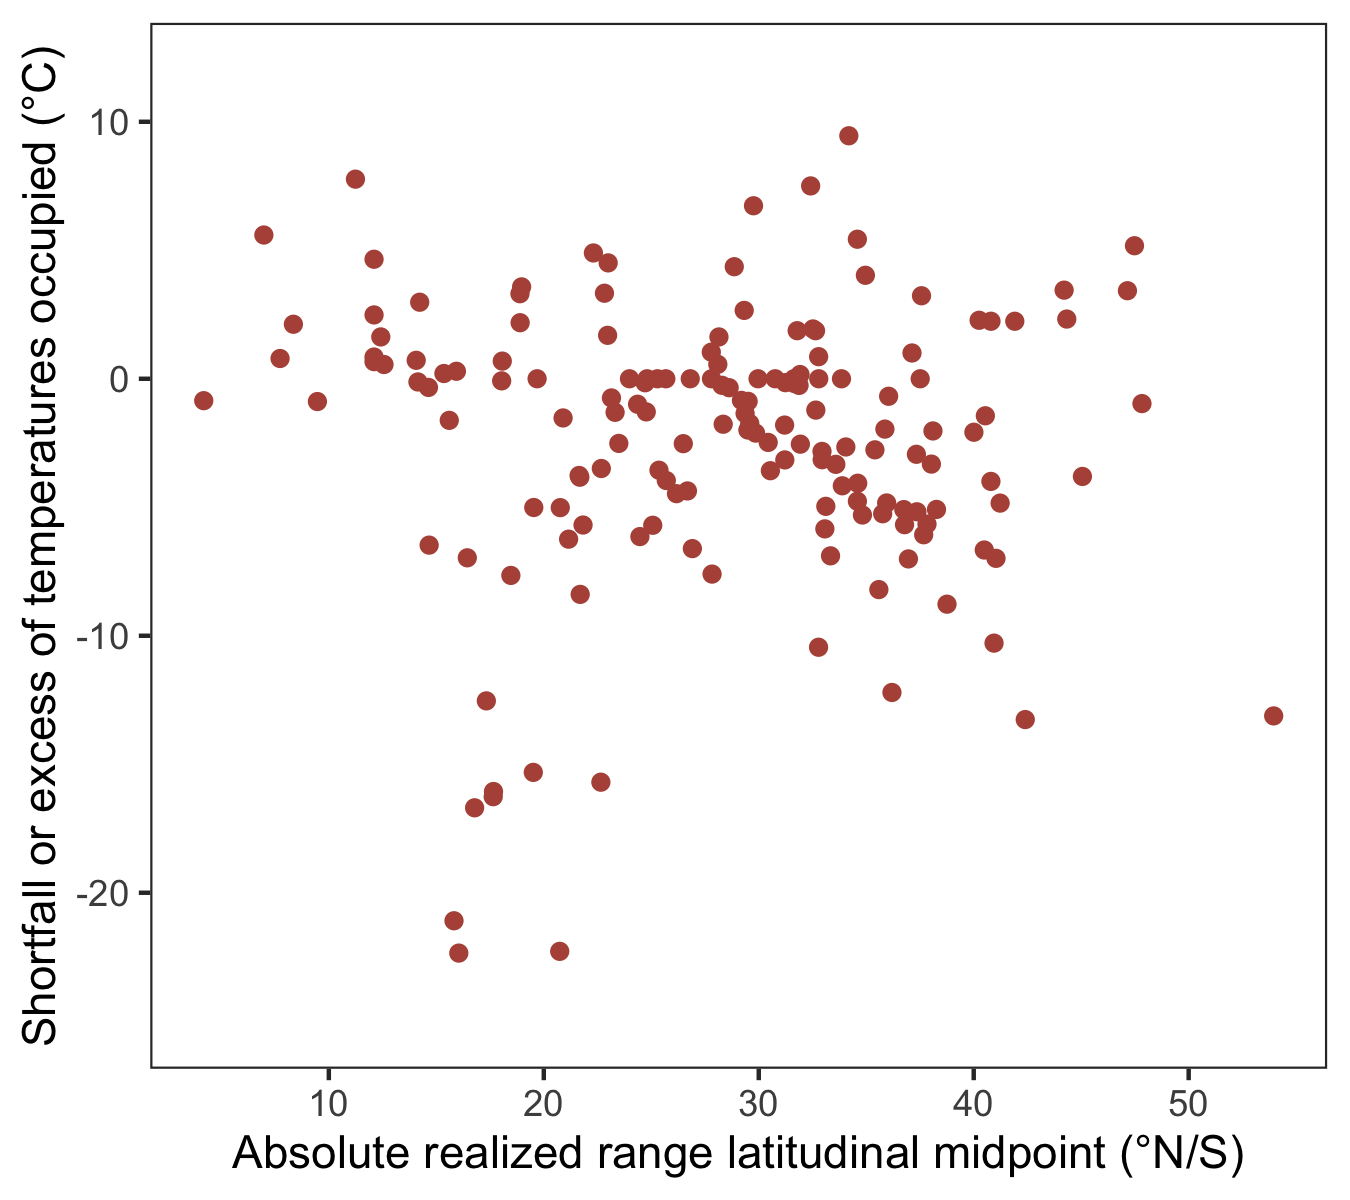 Shortfall or excess of temperatures occupied (°C)
10
0
-10
-20
10 20 30 40 50
Absolute realized range latitudinal midpoint (°N/S)